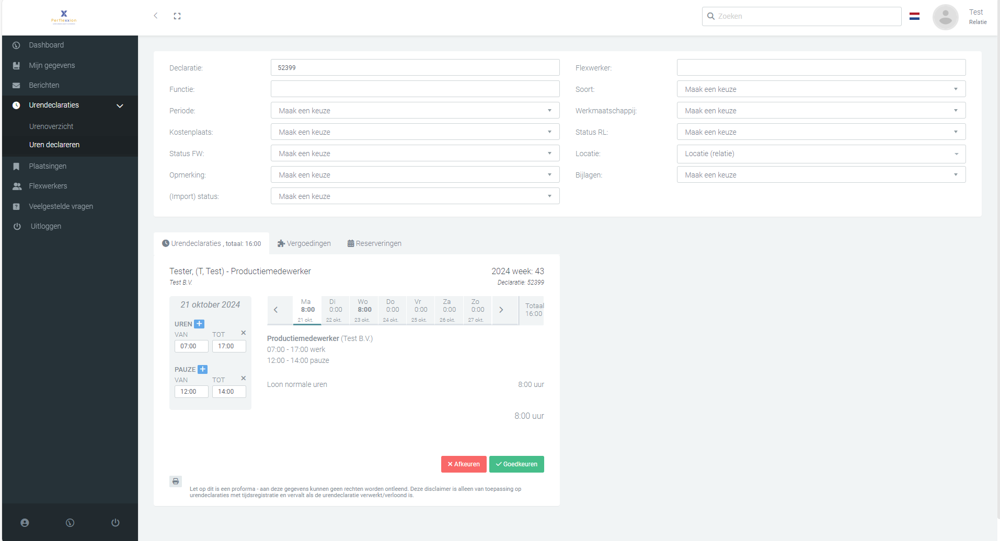 Perflexxion
Zoeken
Test
Relatie
Dashboard
Mijn gegevens
Berichten
Urendeclaraties
Urenoverzicht
Uren declareren
Plaatsingen
Flexwerkers
Veelgestelde vragen
Uitloggen
Declaratie: 52399 Flexwerker:
Functie: Soort: Maak een keuze
Periode: Maak een keuze Werkmaatschappij: Maak een keuze
Kostenplaats: Maak een keuze Status RL: Maak een keuze
Status FW: Maak een keuze Locatie: Locatie (relatie)
Opmerking: Maak een keuze Bijlagen: Maak een keuze
(Import) status: Maak een keuze
Urendeclaraties , totaal: 16:00 Vergoedingen Reserveringen
Tester, (T, Test) - Productiemedewerker 2024 week: 43
Test B.V. Declaratie: 52399
21 oktober 2024
UREN
VAN TOT
07:00 17:00
PAUZE
VAN TOT
12:00 14:00
Ma Di Wo Do Vr Za Zo Totaal
8:00 0:00 8:00 0:00 0:00 0:00 0:00 16:00
21 okt. 22 okt. 23 okt. 24 okt. 25 okt. 26 okt. 27 okt.
Productiemedewerker (Test B.V.)
07:00 - 17:00 werk
12:00 - 14:00 pauze
Loon normale uren 8:00 uur
8:00 uur
Afkeuren Goedkeuren
Let op dit is een proforma - aan deze gegevens kunnen geen rechten worden ontleend. Deze disclaimer is alleen van toepassing op
urendeclaraties met tijdsregistratie en vervalt als de urendeclaratie verwerkt/verloond is.